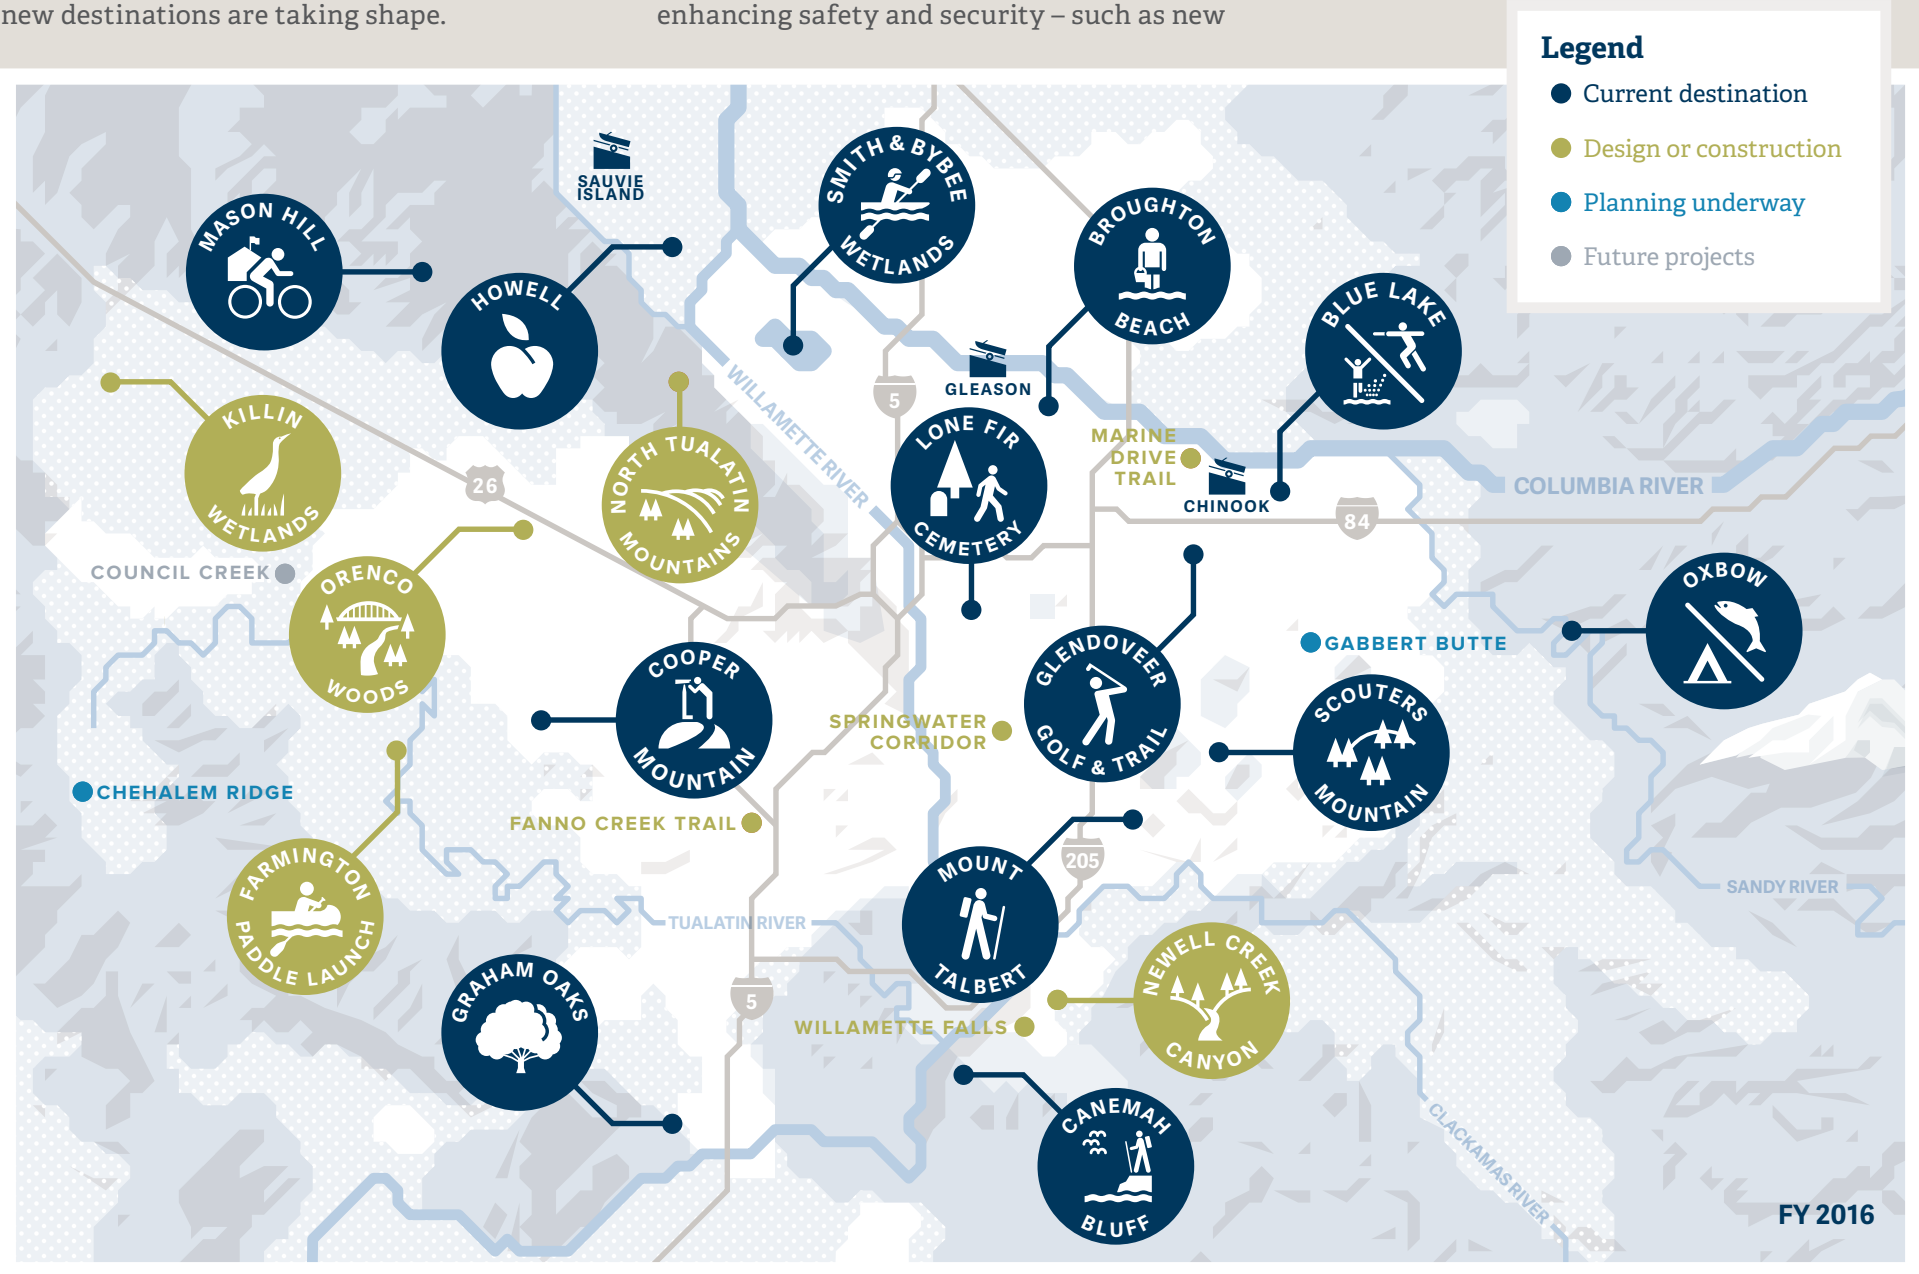 new destinations are taking shape.
enhancing safety and security – such as new
Legend
Current destination
Design or construction
Planning underway
Future projects
SAUVIE
ISLAND
SMITH & BYBEE
WETLANDS
MASON HILL
HOWELL
BROUGHTON
BEACH
BLUE LAKE
GLEASON
5
WILLAMETTE RIVER
KILLIN
WETLANDS
26
NORTH TUALATIN
MOUNTAINS
LONE FIR
CEMETERY
MARINE
DRIVE
TRAIL
CHINOOK
COLUMBIA RIVER
84
COUNCIL CREEK
ORENCO
WOODS
OXBOW
GABBERT BUTTE
COOPER
MOUNTAIN
GLENDOVEER
GOLF & TRAIL
SCOUTERS
MOUNTAIN
SPRINGWATER
CORRIDOR
CHEHALEM RIDGE
FANNO CREEK TRAIL
205
FARMINGTON
PADDLE LAUNCH
MOUNT
TALBERT
SANDY RIVER
TUALATIN RIVER
NEWELL CREEK
CANYON
GRAHAM OAKS
5
WILLAMETTE FALLS
CANEMAH
BLUFF
CLACKAMAS RIVER
FY 2016